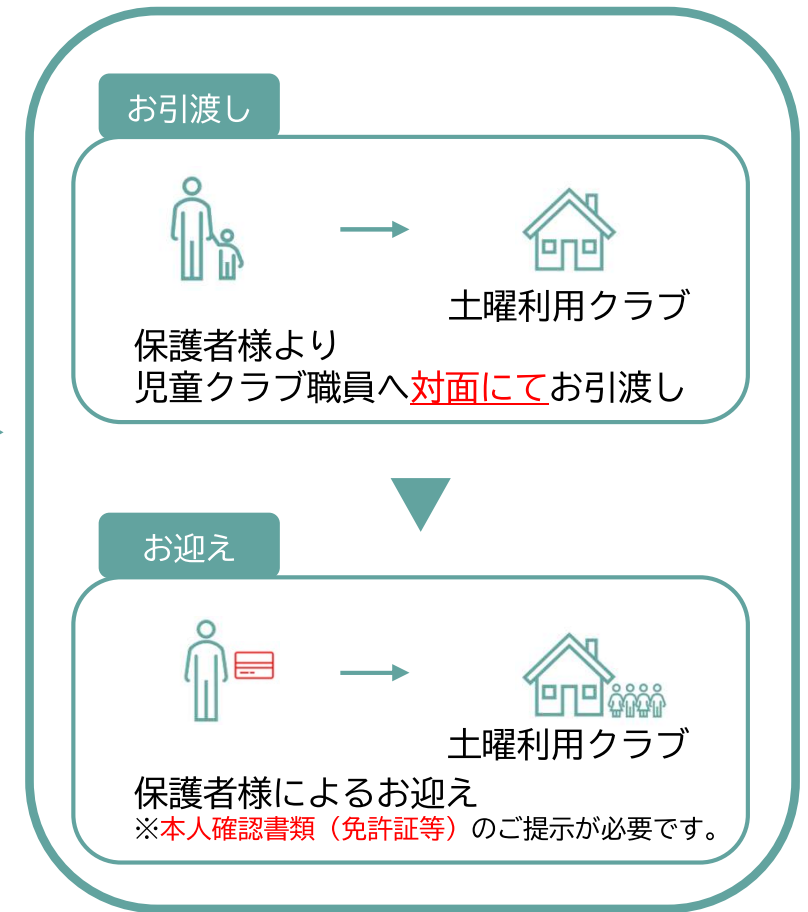 お引渡し
土曜利用クラブ
保護者様より
児童クラブ職員へ対面にてお引渡し
お迎え
土曜利用クラブ
保護者様によるお迎え
※本人確認書類（免許証等）のご提示が必要です。